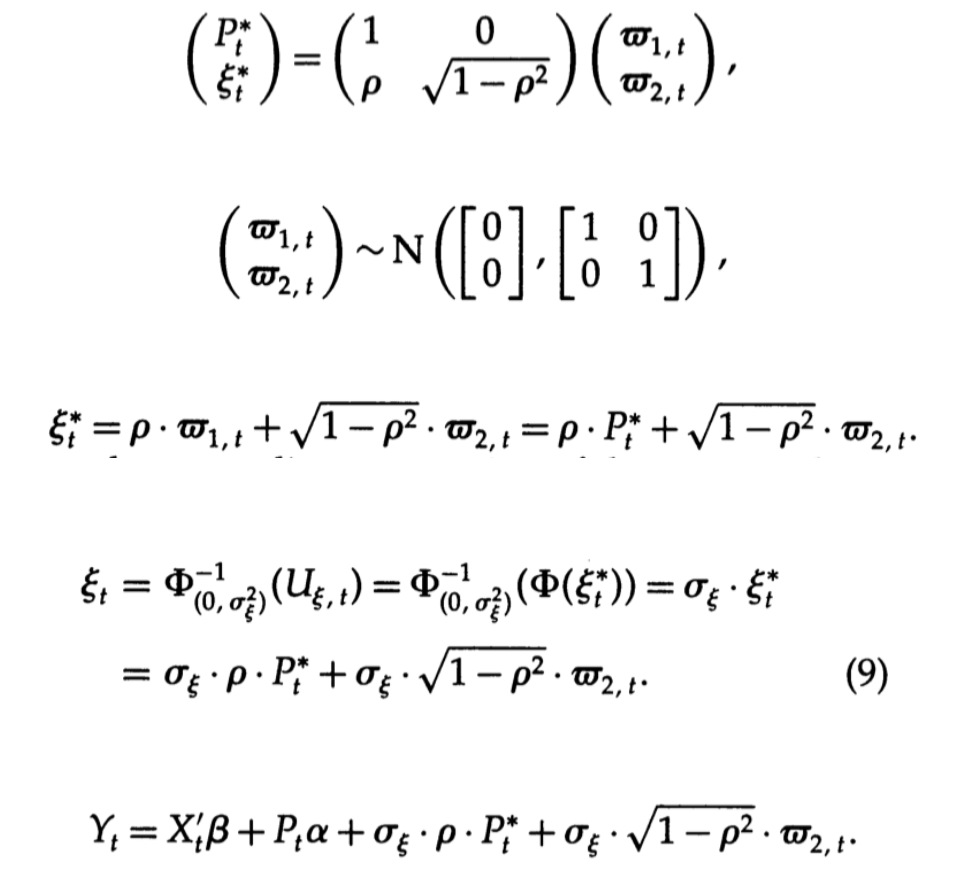 \begin{pmatrix} P_t^* \\ \xi_t^* \end{pmatrix} = \begin{pmatrix} 1 & 0 \\ \rho & \sqrt{1-\rho^2} \end{pmatrix} \begin{pmatrix} \varpi_{1,t} \\ \varpi_{2,t} \end{pmatrix},
\begin{pmatrix} \varpi_{1,t} \\ \varpi_{2,t} \end{pmatrix} \sim N\left( \begin{bmatrix} 0 \\ 0 \end{bmatrix}, \begin{bmatrix} 1 & 0 \\ 0 & 1 \end{bmatrix} \right),
\xi_t^* = \rho \cdot \varpi_{1,t} + \sqrt{1-\rho^2} \cdot \varpi_{2,t} = \rho \cdot P_t^* + \sqrt{1-\rho^2} \cdot \varpi_{2,t}.
\xi_t = \Phi_{(0,\sigma_\xi^2)}^{-1}(U_{\xi,t}) = \Phi_{(0,\sigma_\xi^2)}^{-1}(\Phi(\xi_t^*)) = \sigma_\xi \cdot \xi_t^*
= \sigma_\xi \cdot \rho \cdot P_t^* + \sigma_\xi \cdot \sqrt{1-\rho^2} \cdot \varpi_{2,t}. (9)
Y_t = X_t'\beta + P_t\alpha + \sigma_\xi \cdot \rho \cdot P_t^* + \sigma_\xi \cdot \sqrt{1-\rho^2} \cdot \varpi_{2,t}.